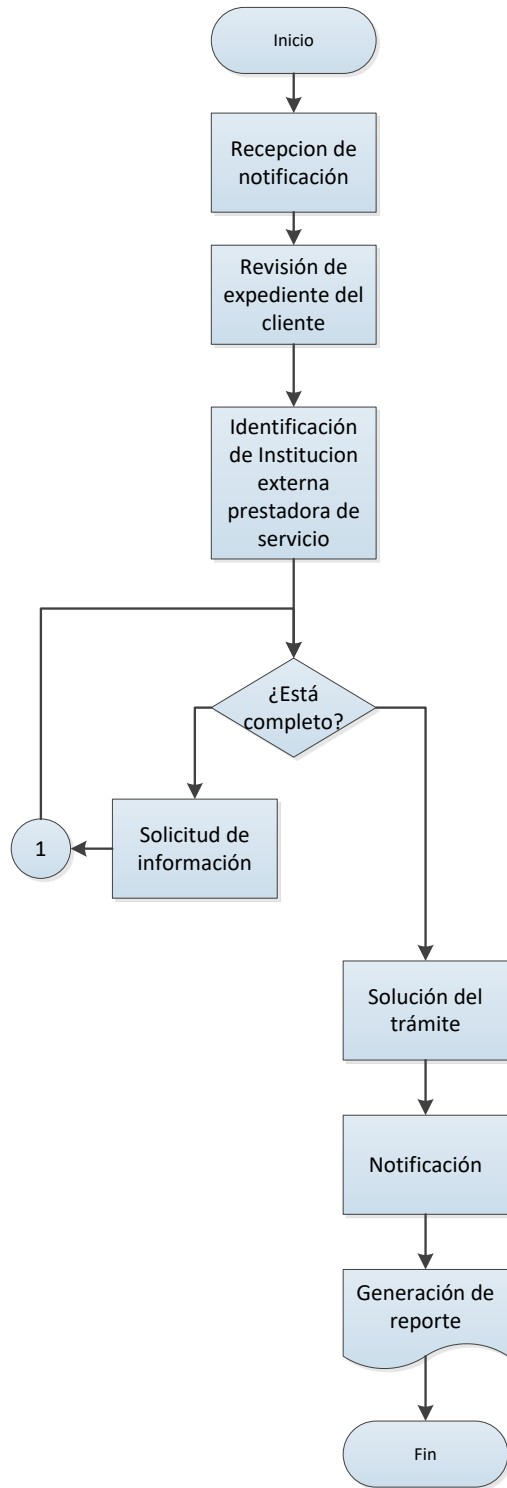 Inicio
Recepcion de
notificación
Revisión de
expediente del
cliente
Identificación
de Institucion
externa
prestadora de
servicio
¿Está
completo?
Solicitud de
información
1
Solución del
trámite
Notificación
Generación de
reporte
Fin